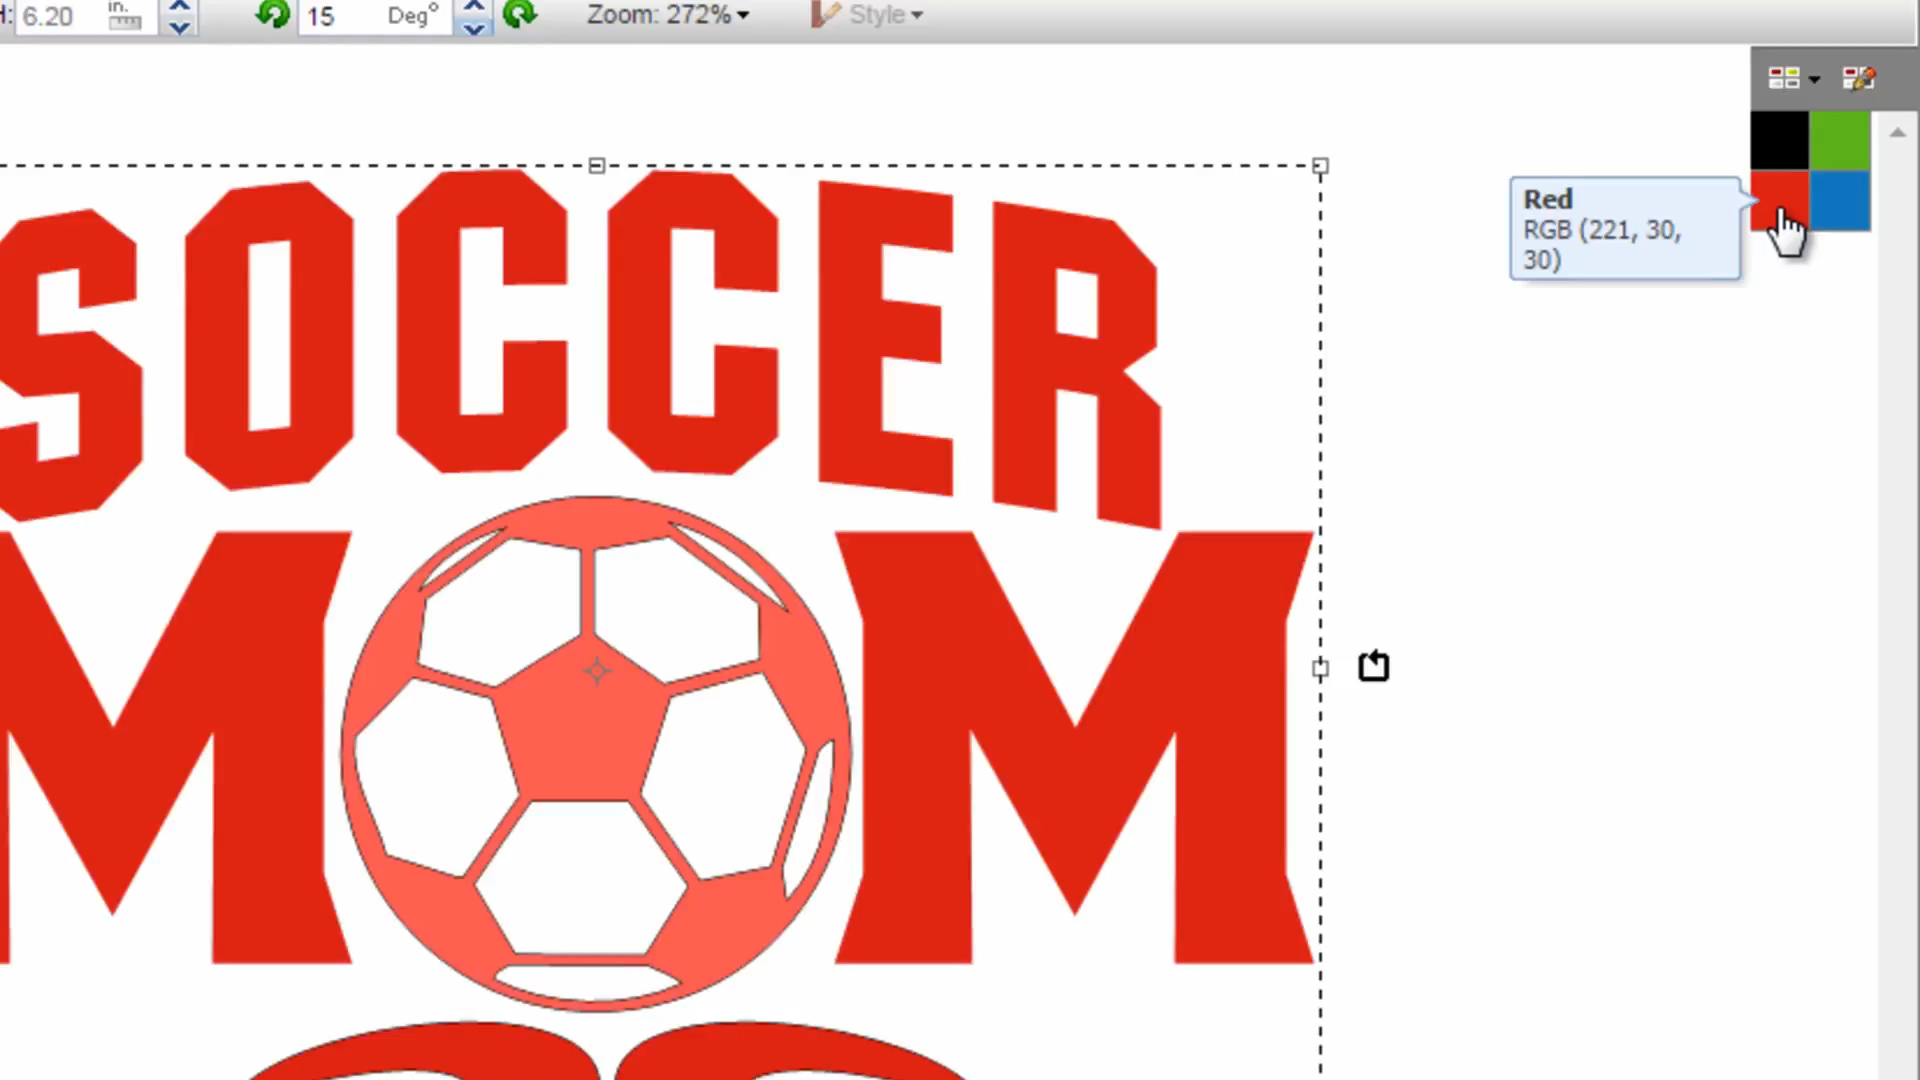 H: 6.20 in. 15 Deg° Zoom: 272% Style
Red
RGB (221, 30,
30)
SOCCER
M M